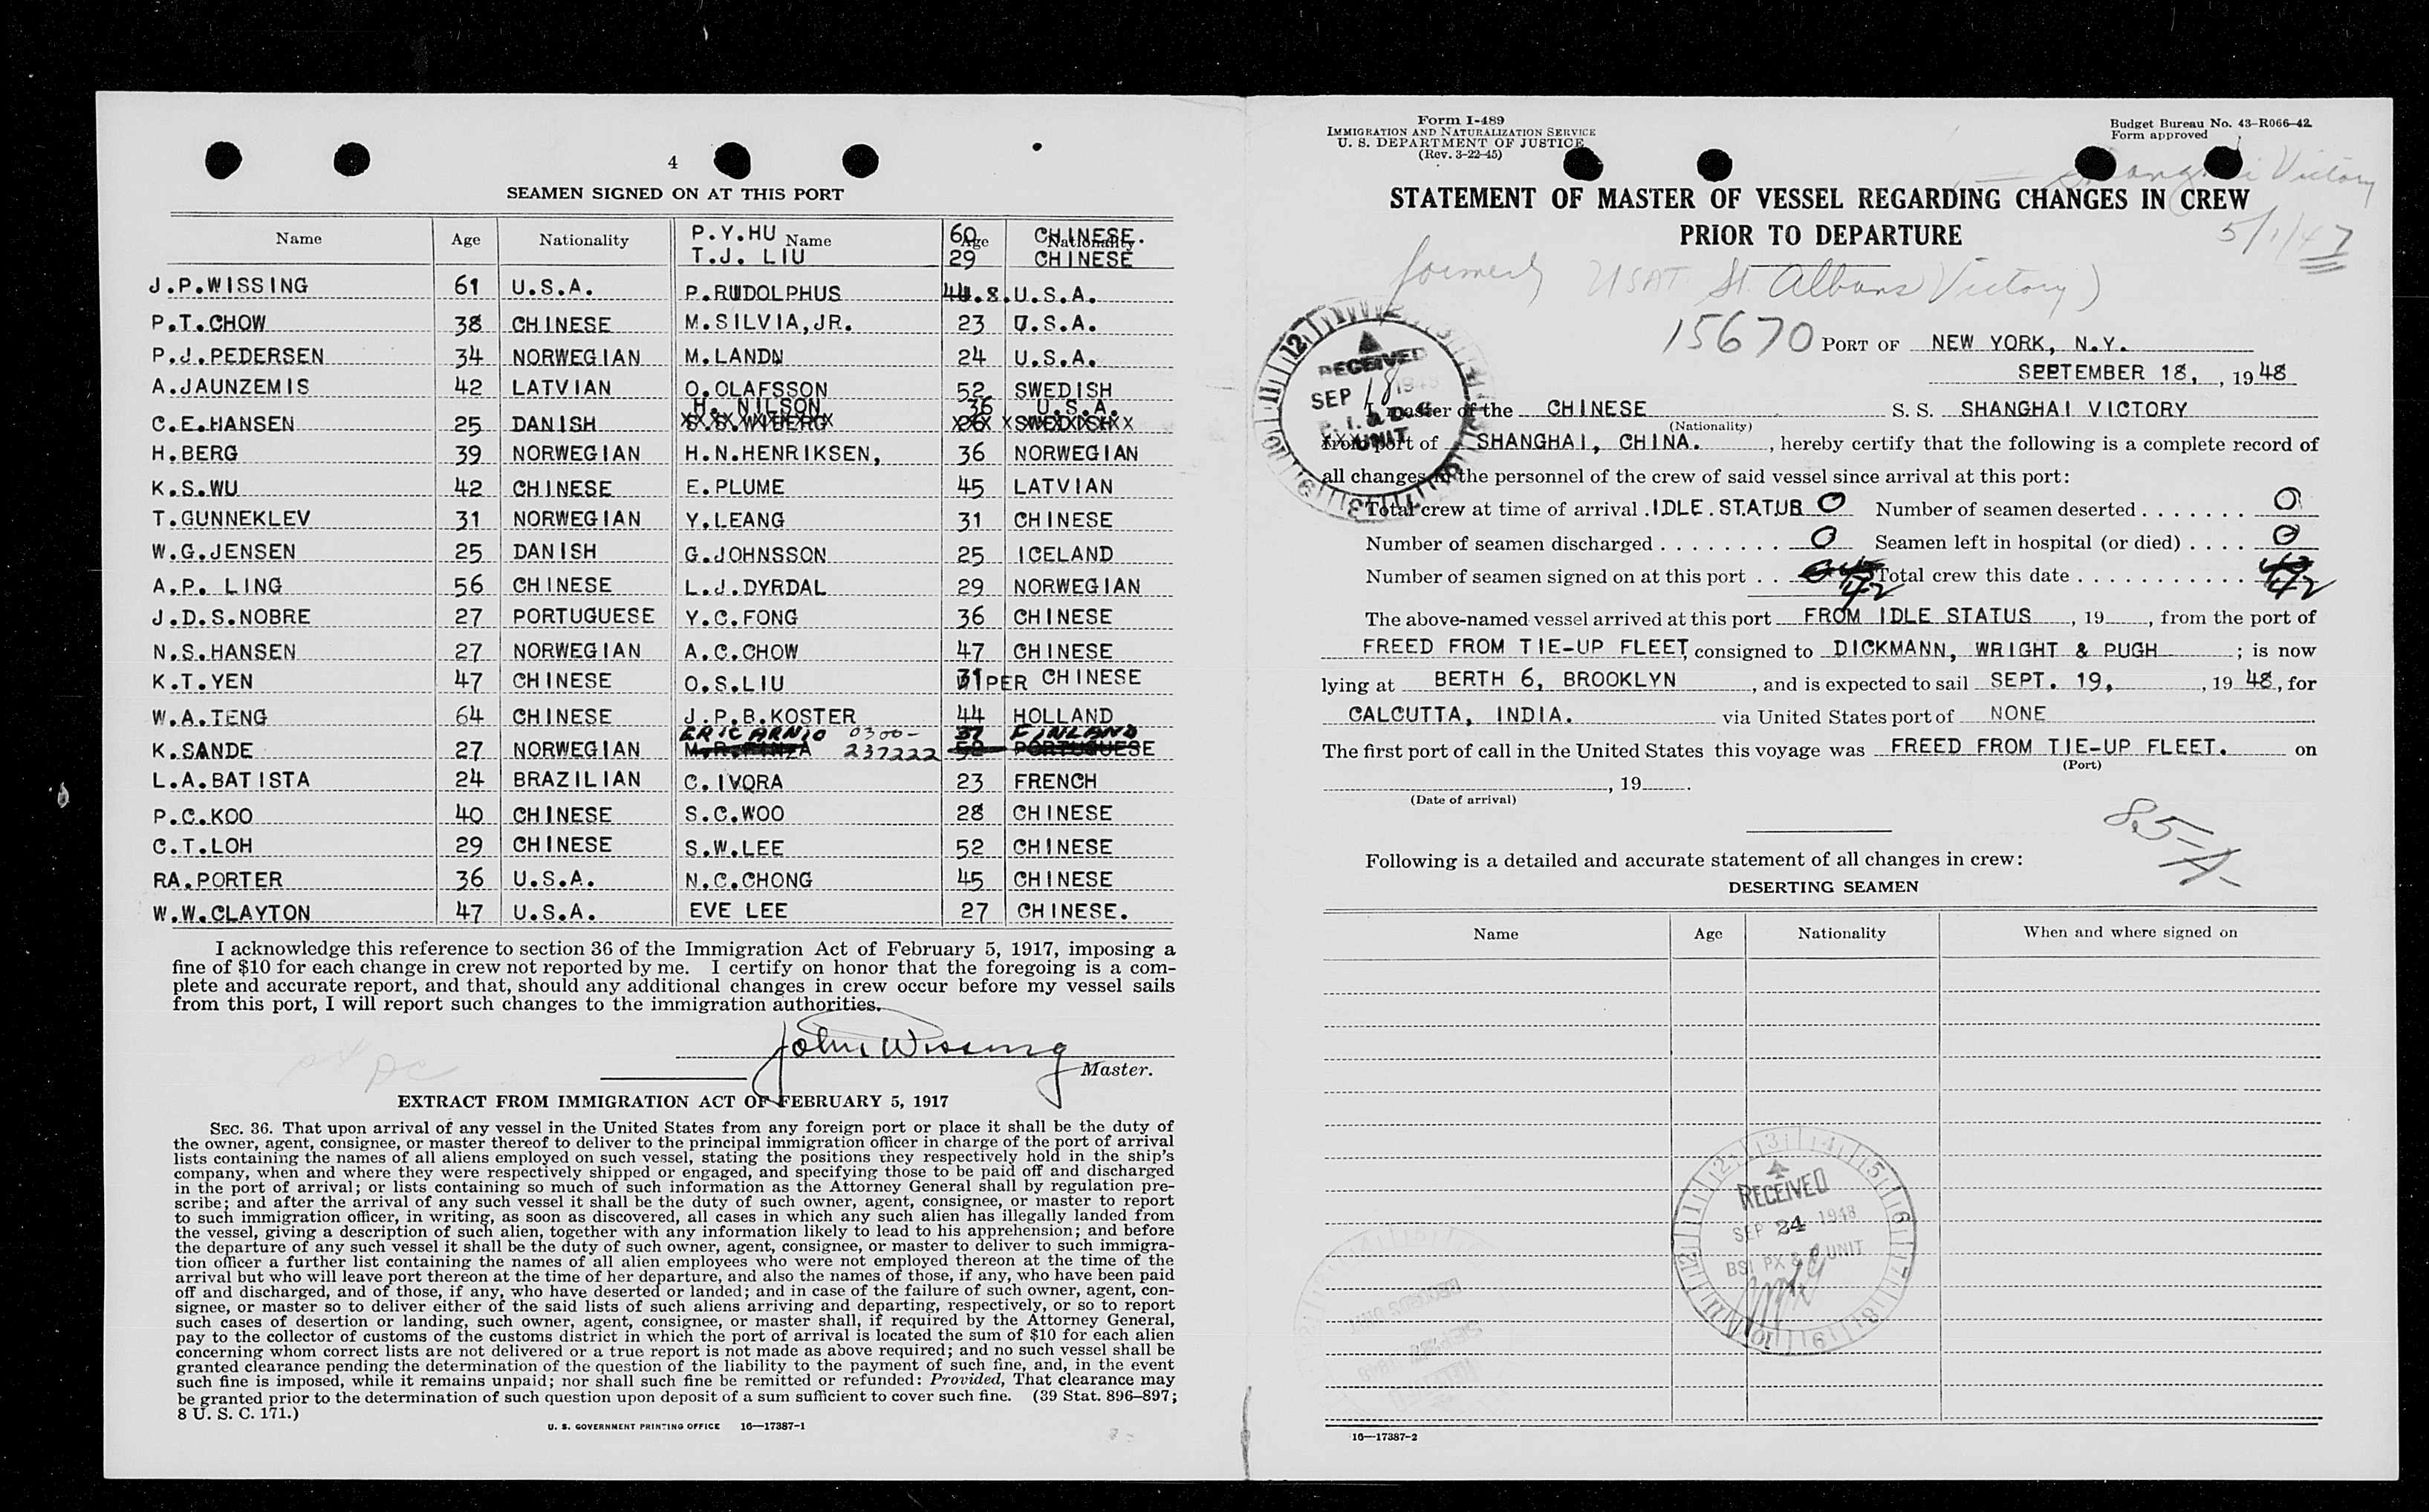 4
SEAMEN SIGNED ON AT THIS PORT
Name Age Nationality Name Age Nationality
P.Y.HU 60 CHINESE.
T.J. LIU 29 CHINESE
J.P.WISSING 61 U.S.A. P.RUDOLPHUS 44 U.S.A.
P.T.CHOW 38 CHINESE M.SILVIA,JR. 23 U.S.A.
P.J.PEDERSEN 34 NORWEGIAN M.LANDN 24 U.S.A.
A.JAUNZEMIS 42 LATVIAN O.OLAFSSON 52 SWEDISH
H. NILSON 36 U.S.A.
C.E.HANSEN 25 DANISH S.S.WIBERG 26 SWEDISH
H.BERG 39 NORWEGIAN H.N.HENRIKSEN, 36 NORWEGIAN
K.S.WU 42 CHINESE E.PLUME 45 LATVIAN
T.GUNNEKLEV 31 NORWEGIAN Y.LEANG 31 CHINESE
W.G.JENSEN 25 DANISH G.JOHNSSON 25 ICELAND
A.P. LING 56 CHINESE L.J.DYRDAL 29 NORWEGIAN
J.D.S.NOBRE 27 PORTUGUESE Y.C.FONG 36 CHINESE
N.S.HANSEN 27 NORWEGIAN A.C.CHOW 47 CHINESE
K.T.YEN 47 CHINESE O.S.LIU 31 PER CHINESE
W.A.TENG 64 CHINESE J.P.B.KOSTER 44 HOLLAND
ERIC ARNIO 0300- 37 FINLAND
K.SANDE 27 NORWEGIAN 237222 52 PORTUGUESE
L.A.BATISTA 24 BRAZILIAN C.IVORA 23 FRENCH
P.C.KOO 40 CHINESE S.C.WOO 28 CHINESE
C.T.LOH 29 CHINESE S.W.LEE 52 CHINESE
RA.PORTER 36 U.S.A. N.C.CHONG 45 CHINESE
W.W.CLAYTON 47 U.S.A. EVE LEE 27 CHINESE.
I acknowledge this reference to section 36 of the Immigration Act of February 5, 1917, imposing a
fine of $10 for each change in crew not reported by me. I certify on honor that the foregoing is a com-
plete and accurate report, and that, should any additional changes in crew occur before my vessel sails
from this port, I will report such changes to the immigration authorities.
John Wissing
Master.
EXTRACT FROM IMMIGRATION ACT OF FEBRUARY 5, 1917
SEC. 36. That upon arrival of any vessel in the United States from any foreign port or place it shall be the duty of
the owner, agent, consignee, or master thereof to deliver to the principal immigration officer in charge of the port of arrival
lists containing the names of all aliens employed on such vessel, stating the positions they respectively hold in the ship's
company, when and where they were respectively shipped or engaged, and specifying those to be paid off and discharged
in the port of arrival; or lists containing so much of such information as the Attorney General shall by regulation pre-
scribe; and after the arrival of any such vessel it shall be the duty of such owner, agent, consignee, or master to report
to such immigration officer, in writing, as soon as discovered, all cases in which any such alien has illegally landed from
the vessel, giving a description of such alien, together with any information likely to lead to his apprehension; and before
the departure of any such vessel it shall be the duty of such owner, agent, consignee, or master to deliver to such immigra-
tion officer a further list containing the names of all alien employees who were not employed thereon at the time of the
arrival but who will leave port thereon at the time of her departure, and also the names of those, if any, who have been paid
off and discharged, and of those, if any, who have deserted or landed; and in case of the failure of such owner, agent, con-
signee, or master so to deliver either of the said lists of such aliens arriving and departing, respectively, or so to report
such cases of desertion or landing, such owner, agent, consignee, or master shall, if required by the Attorney General,
pay to the collector of customs of the customs district in which the port of arrival is located the sum of $10 for each alien
concerning whom correct lists are not delivered or a true report is not made as above required; and no such vessel shall be
granted clearance pending the determination of the question of the liability to the payment of such fine, and, in the event
such fine is imposed, while it remains unpaid; nor shall such fine be remitted or refunded: Provided, That clearance may
be granted prior to the determination of such question upon deposit of a sum sufficient to cover such fine. (39 Stat. 896–897;
8 U. S. C. 171.)
U. S. GOVERNMENT PRINTING OFFICE 16—17387-1
Form I-489
IMMIGRATION AND NATURALIZATION SERVICE
U. S. DEPARTMENT OF JUSTICE
(Rev. 3-22-45)
Budget Bureau No. 43-R066-42
Form approved
Shanghai Victory
5/1/47
STATEMENT OF MASTER OF VESSEL REGARDING CHANGES IN CREW
PRIOR TO DEPARTURE
formerly USAT St. Albans Victory)
15670 PORT OF NEW YORK, N.Y.
SEPTEMBER 18, , 1948
RECEIVED
SEP 18 1948
UNIT
I, master of the CHINESE S. S. SHANGHAI VICTORY
(Nationality)
from port of SHANGHAI, CHINA. , hereby certify that the following is a complete record of
all changes in the personnel of the crew of said vessel since arrival at this port:
Total crew at time of arrival . IDLE.STATUS 0 Number of seamen deserted . . . . . . . 0
Number of seamen discharged . . . . . . . . 0 Seamen left in hospital (or died) . . . . 0
Number of seamen signed on at this port . . 42 Total crew this date . . . . . . . . . . . 42
The above-named vessel arrived at this port FROM IDLE STATUS , 19 , from the port of
FREED FROM TIE-UP FLEET, consigned to DICKMANN, WRIGHT & PUGH ; is now
lying at BERTH 6, BROOKLYN , and is expected to sail SEPT. 19, , 1948, for
CALCUTTA, INDIA. via United States port of NONE
The first port of call in the United States this voyage was FREED FROM TIE-UP FLEET. on
(Port)
, 19 .
(Date of arrival)
85-A
Following is a detailed and accurate statement of all changes in crew:
DESERTING SEAMEN
Name Age Nationality When and where signed on
RECEIVED
SEP 24 1948
BSI PX & UNIT
16—17387-2